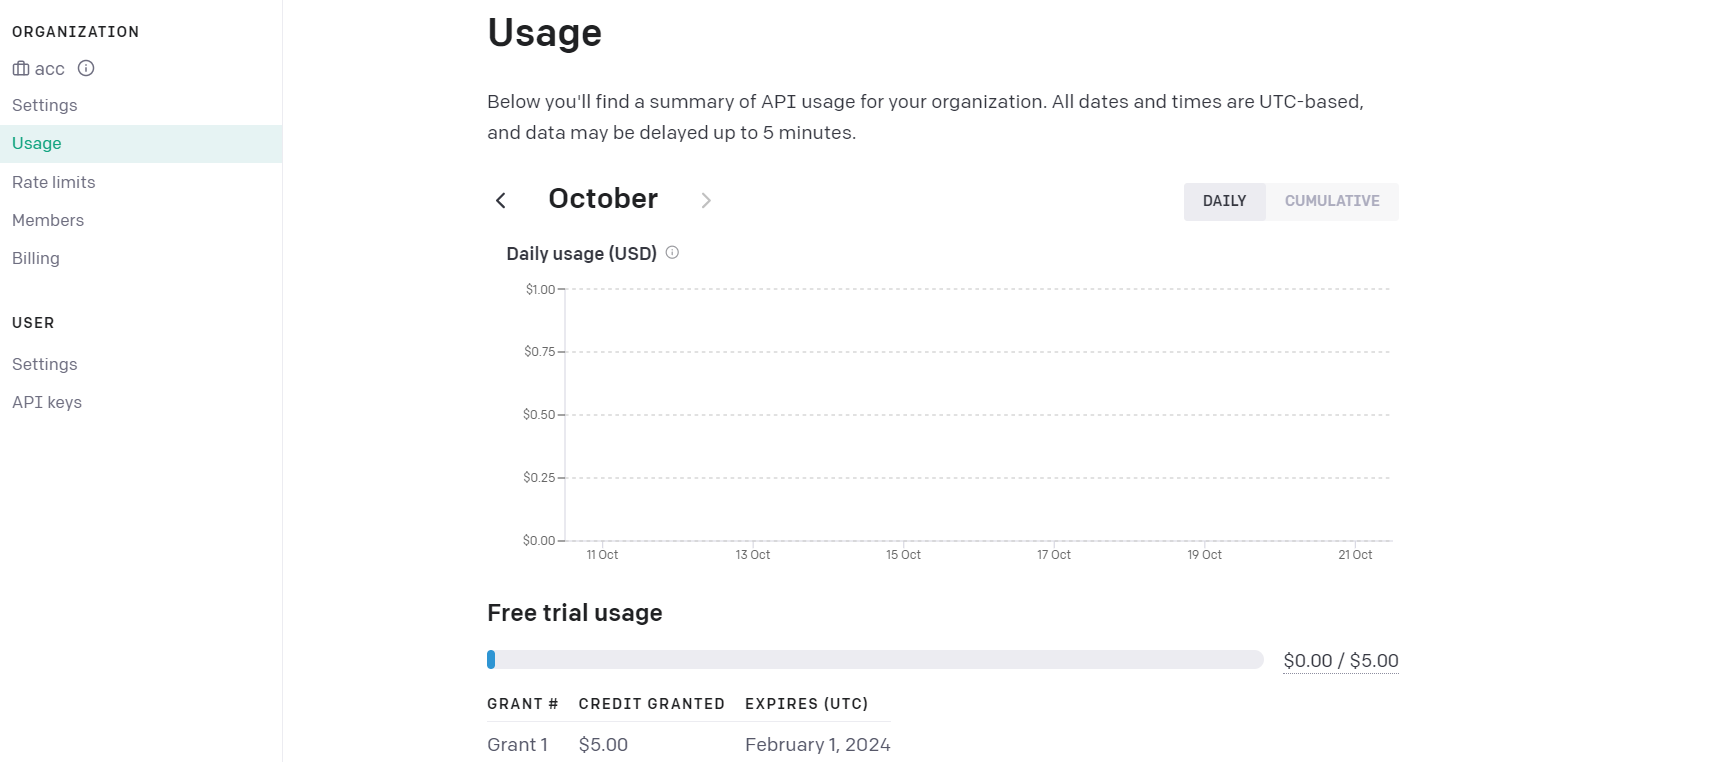 ORGANIZATION
acc
Settings
Usage
Rate limits
Members
Billing
USER
Settings
API keys
Usage
Below you'll find a summary of API usage for your organization. All dates and times are UTC-based,
and data may be delayed up to 5 minutes.
October
DAILY CUMULATIVE
Daily usage (USD)
$1.00
$0.75
$0.50
$0.25
$0.00
11 Oct 13 Oct 15 Oct 17 Oct 19 Oct 21 Oct
Free trial usage
$0.00 / $5.00
GRANT # CREDIT GRANTED EXPIRES (UTC)
Grant 1 $5.00 February 1, 2024